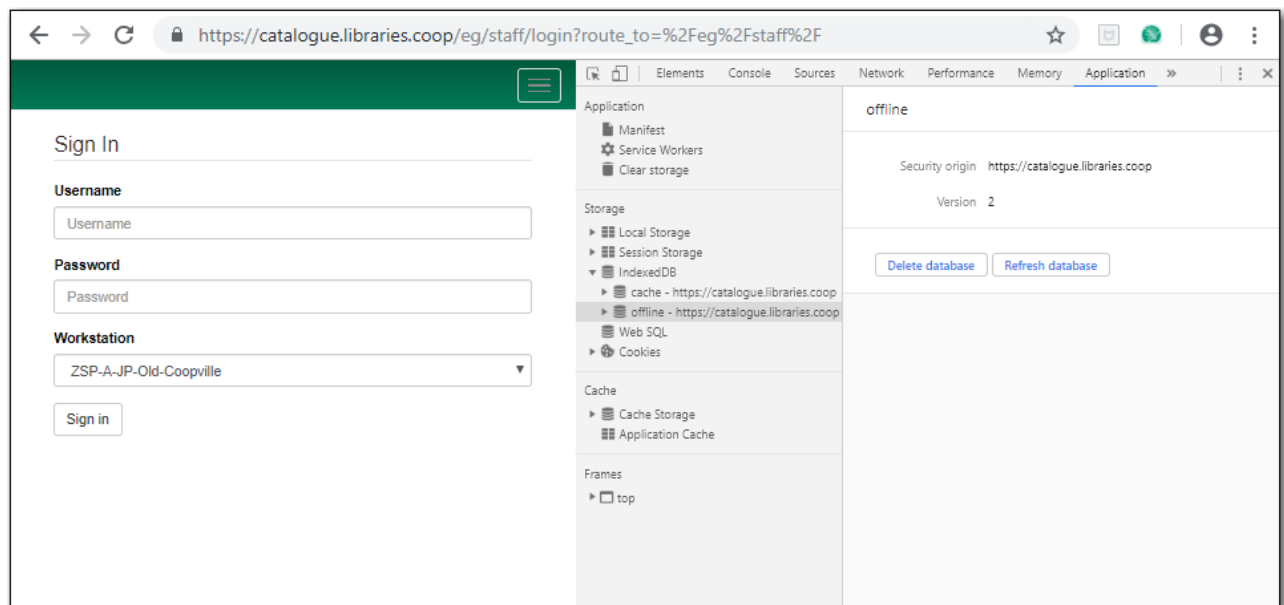 https://catalogue.libraries.coop/eg/staff/login?route_to=%2Feg%2Fstaff%2F
Sign In
Username
Username
Password
Password
Workstation
ZSP-A-JP-Old-Coopville
Sign in
Elements Console Sources Network Performance Memory Application »
Application
Manifest
Service Workers
Clear storage
Storage
Local Storage
Session Storage
IndexedDB
cache - https://catalogue.libraries.coop
offline - https://catalogue.libraries.coop
Web SQL
Cookies
Cache
Cache Storage
Application Cache
Frames
top
offline
Security origin https://catalogue.libraries.coop
Version 2
Delete database Refresh database